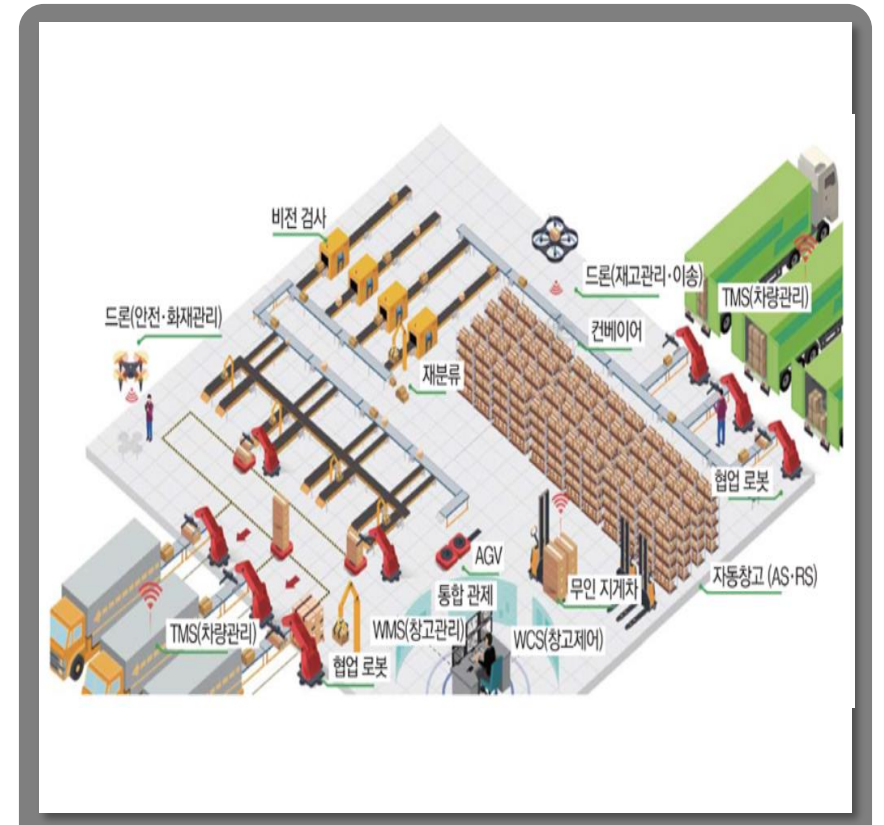 비전 검사
드론(재고관리·이송)
TMS(차량관리)
드론(안전·화재관리)
컨베이어
재분류
협업 로봇
AGV
무인 지게차
자동창고 (AS·RS)
통합 관제
WMS(창고관리)
WCS(창고제어)
TMS(차량관리)
협업 로봇